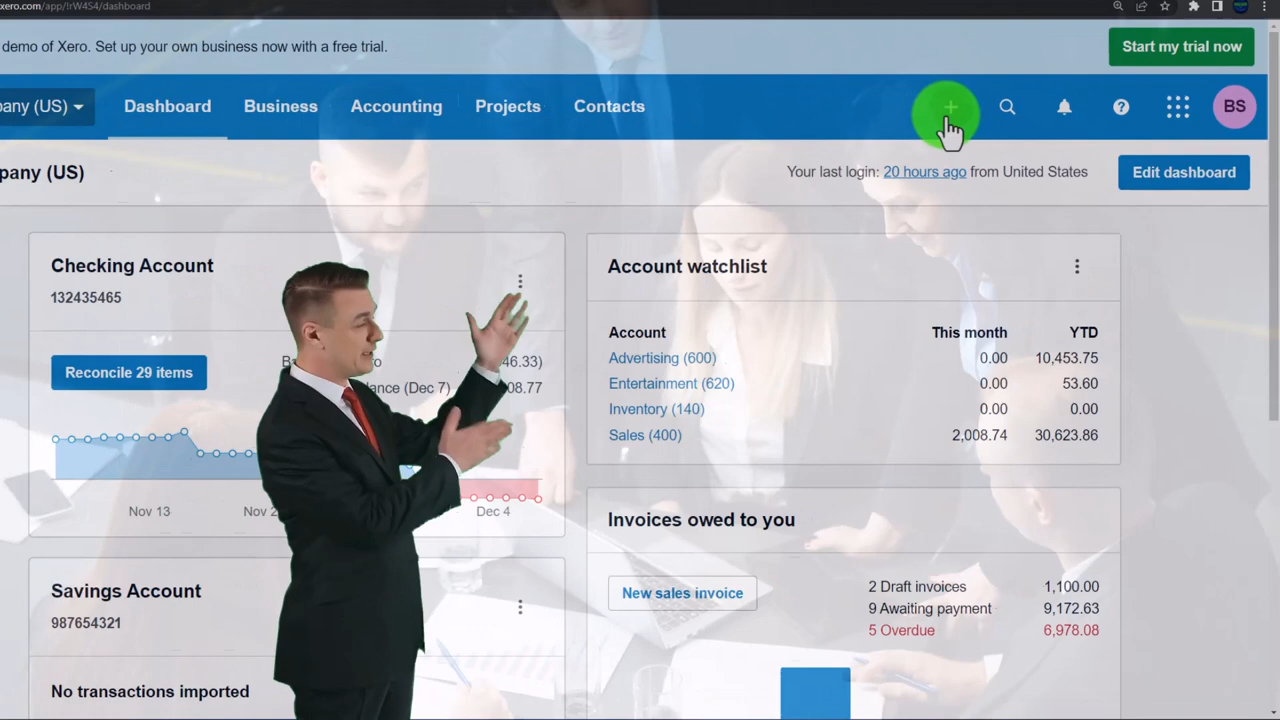 xero.com/app/!rW454/dashboard
demo of Xero. Set up your own business now with a free trial.
Start my trial now
pany (US)
Dashboard
Business
Accounting
Projects
Contacts
BS
pany (US)
Your last login: 20 hours ago from United States
Edit dashboard
Checking Account
132435465
Reconcile 29 items
46.33)
(Dec 7)
08.77
Nov 13
Nov 2
Dec 4
Savings Account
987654321
No transactions imported
Account watchlist
Account This month YTD
Advertising (600) 0.00 10,453.75
Entertainment (620) 0.00 53.60
Inventory (140) 0.00 0.00
Sales (400) 2,008.74 30,623.86
Invoices owed to you
New sales invoice
2 Draft invoices 1,100.00
9 Awaiting payment 9,172.63
5 Overdue 6,978.08